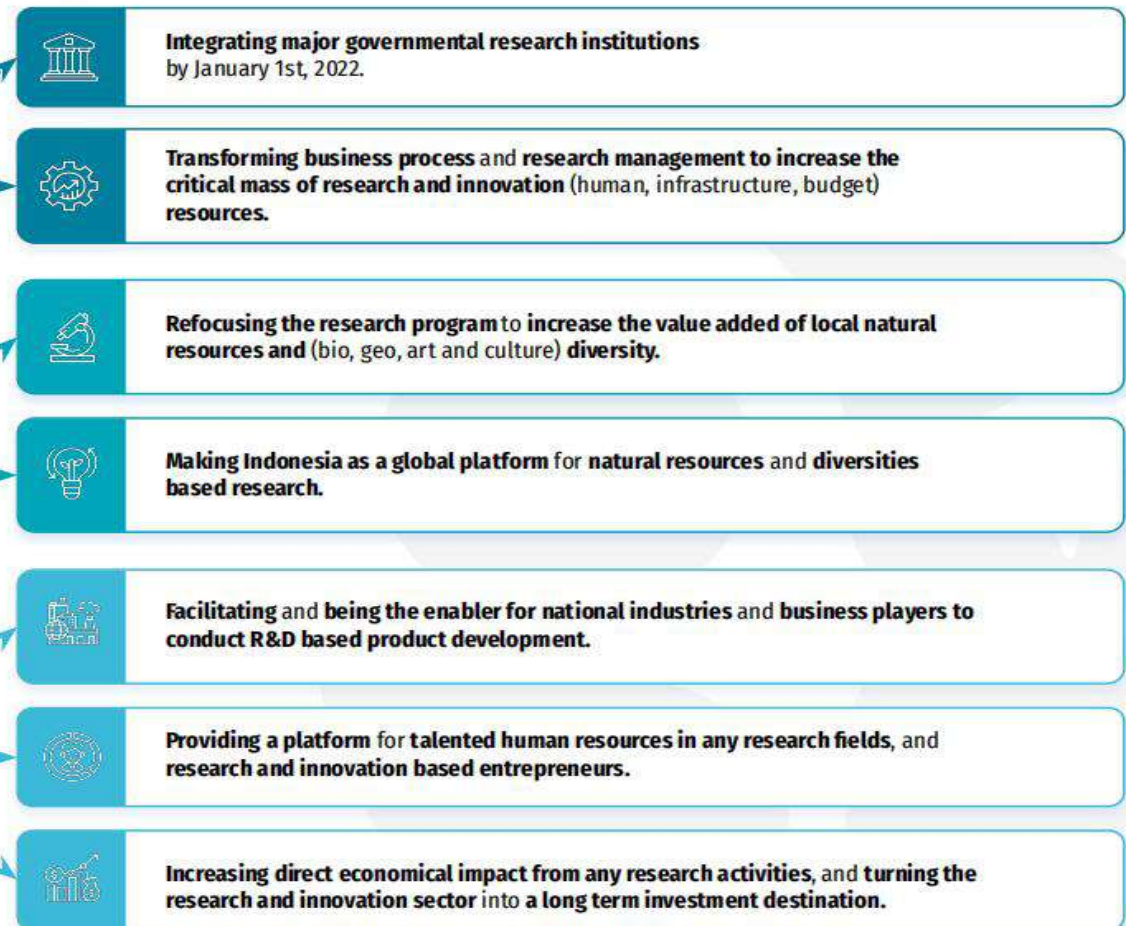 Integrating major governmental research institutions
by January 1st, 2022.
Transforming business process and research management to increase the
critical mass of research and innovation (human, infrastructure, budget)
resources.
Refocusing the research program to increase the value added of local natural
resources and (bio, geo, art and culture) diversity.
Making Indonesia as a global platform for natural resources and diversities
based research.
Facilitating and being the enabler for national industries and business players to
conduct R&D based product development.
Providing a platform for talented human resources in any research fields, and
research and innovation based entrepreneurs.
Increasing direct economical impact from any research activities, and turning the
research and innovation sector into a long term investment destination.